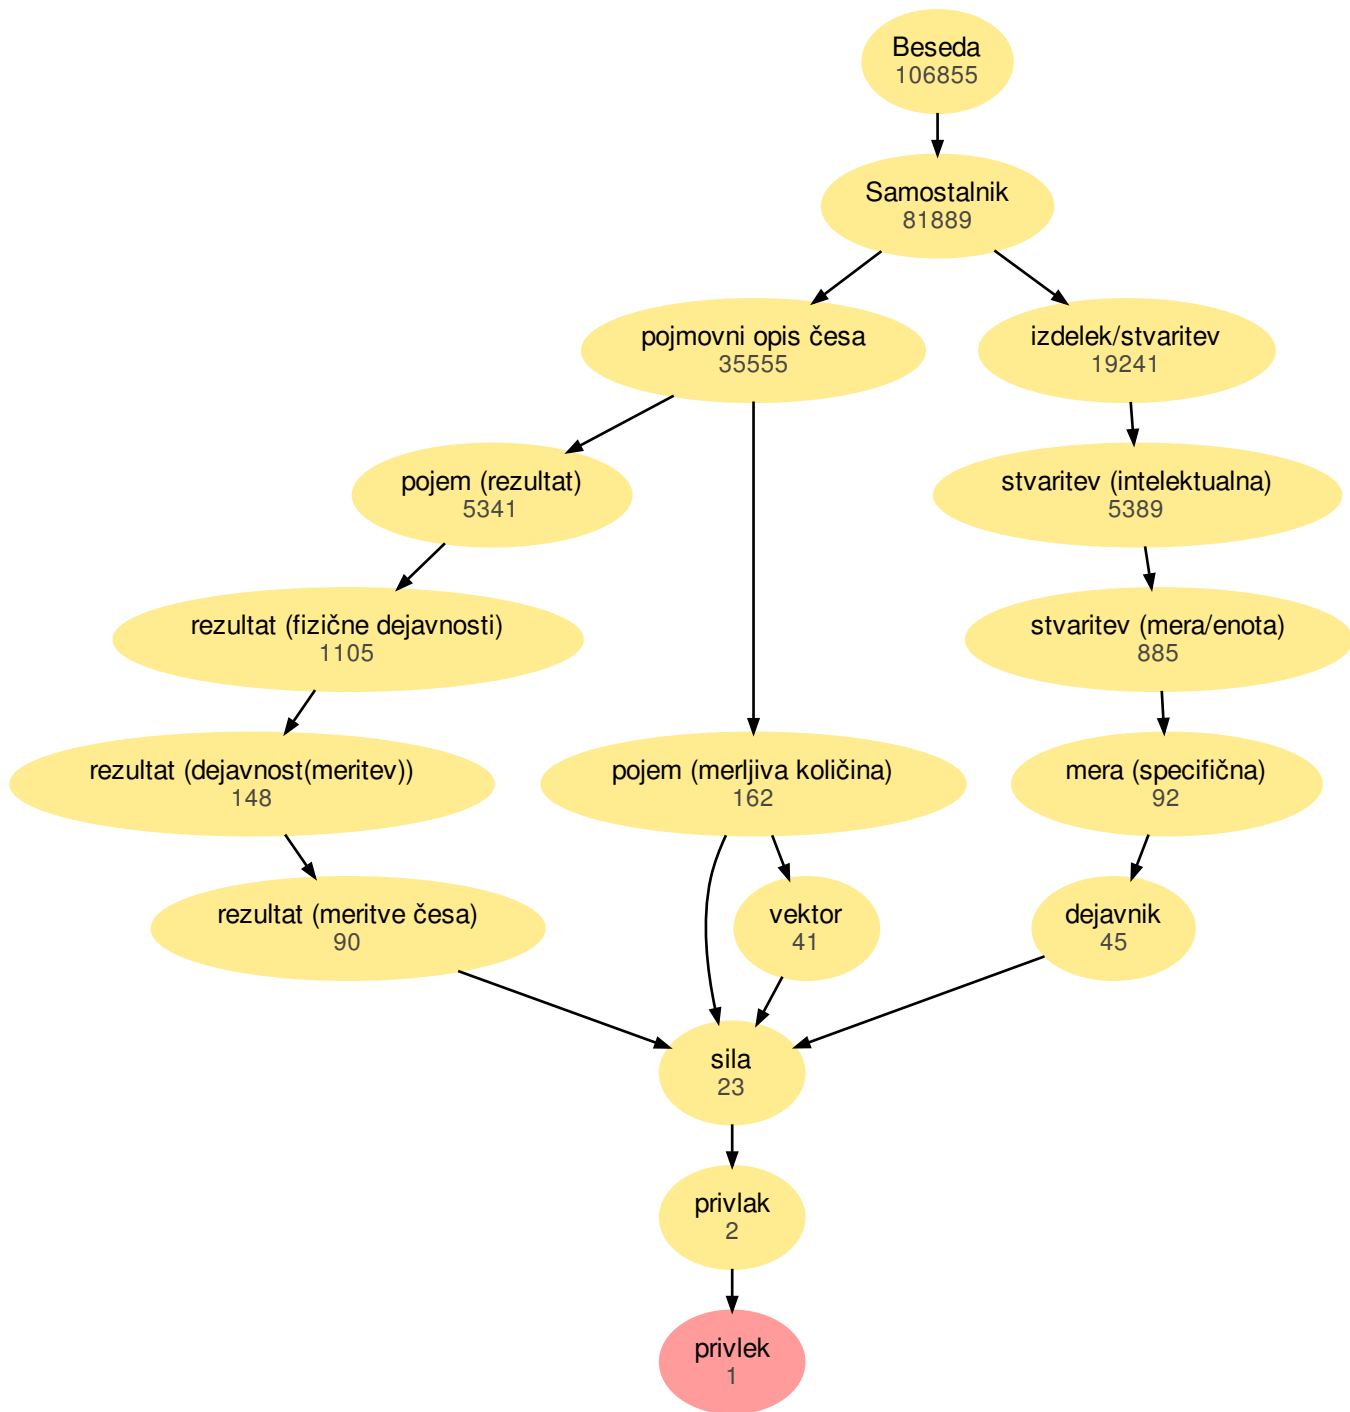 Beseda
106855
Samostalnik
81889
pojmovni opis česa
35555
izdelek/stvaritev
19241
pojem (rezultat)
5341
stvaritev (intelektualna)
5389
rezultat (fizične dejavnosti)
1105
stvaritev (mera/enota)
885
rezultat (dejavnost(meritev))
148
pojem (merljiva količina)
162
mera (specifična)
92
rezultat (meritve česa)
90
vektor
41
dejavnik
45
sila
23
privlak
2
privlek
1